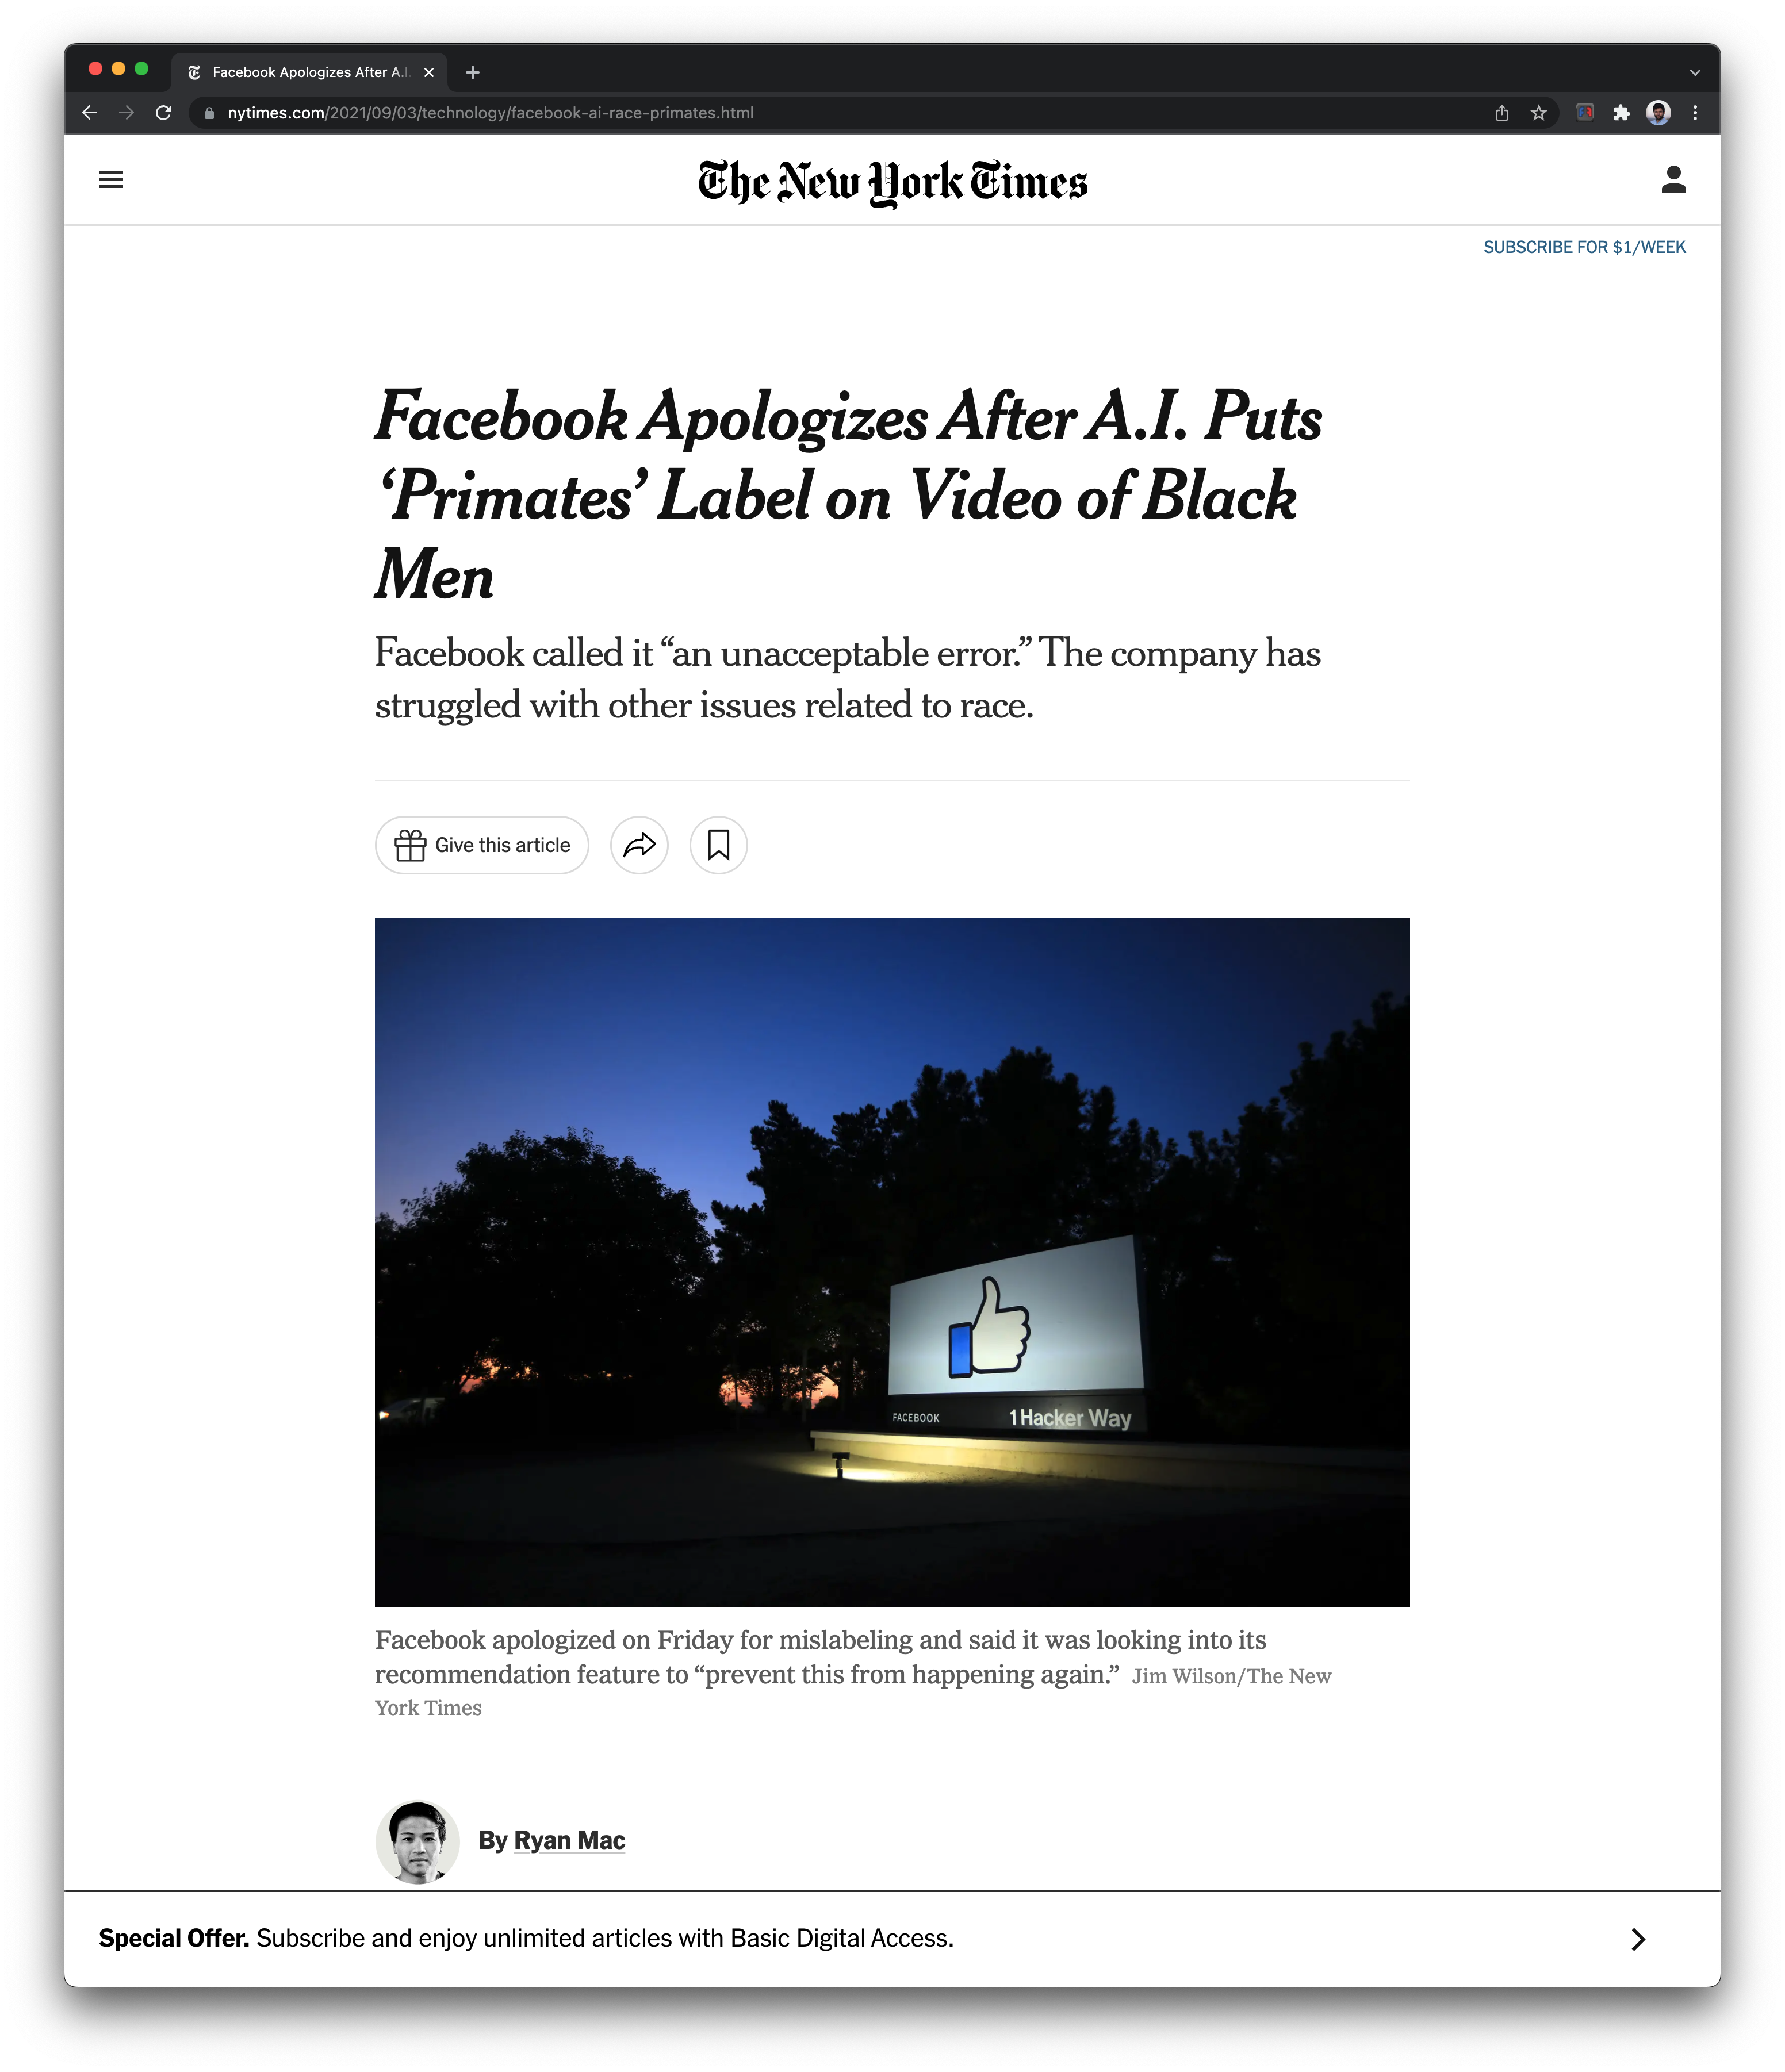 Facebook Apologizes After A.I.
nytimes.com/2021/09/03/technology/facebook-ai-race-primates.html
The New York Times
SUBSCRIBE FOR $1/WEEK
Facebook Apologizes After A.I. Puts
‘Primates’ Label on Video of Black
Men
Facebook called it “an unacceptable error.” The company has
struggled with other issues related to race.
Give this article
FACEBOOK
1 Hacker Way
Facebook apologized on Friday for mislabeling and said it was looking into its
recommendation feature to “prevent this from happening again.” Jim Wilson/The New
York Times
By Ryan Mac
Special Offer. Subscribe and enjoy unlimited articles with Basic Digital Access.